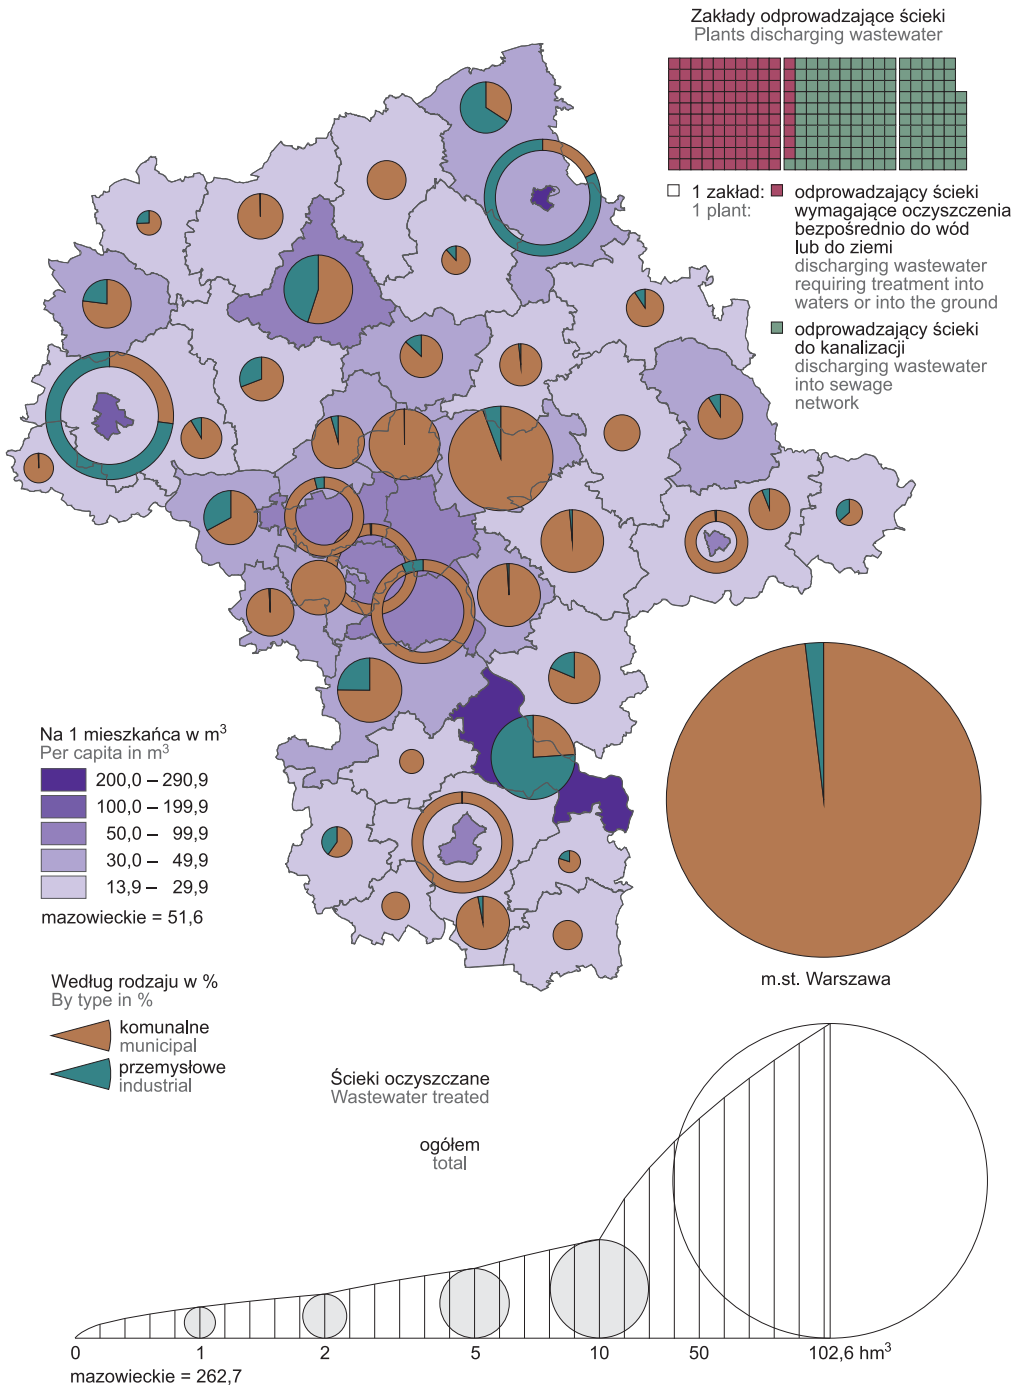 Zakłady odprowadzające ścieki
Plants discharging wastewater
1 zakład:
1 plant:
odprowadzający ścieki
wymagające oczyszczenia
bezpośrednio do wód
lub do ziemi
discharging wastewater
requiring treatment into
waters or into the ground
odprowadzający ścieki
do kanalizacji
discharging wastewater
into sewage
network
Na 1 mieszkańca w m³
Per capita in m³
200,0 – 290,9
100,0 – 199,9
50,0 – 99,9
30,0 – 49,9
13,9 – 29,9
mazowieckie = 51,6
m.st. Warszawa
Według rodzaju w %
By type in %
komunalne
municipal
przemysłowe
industrial
Ścieki oczyszczane
Wastewater treated
ogółem
total
0 1 2 5 10 50 102,6 hm³
mazowieckie = 262,7